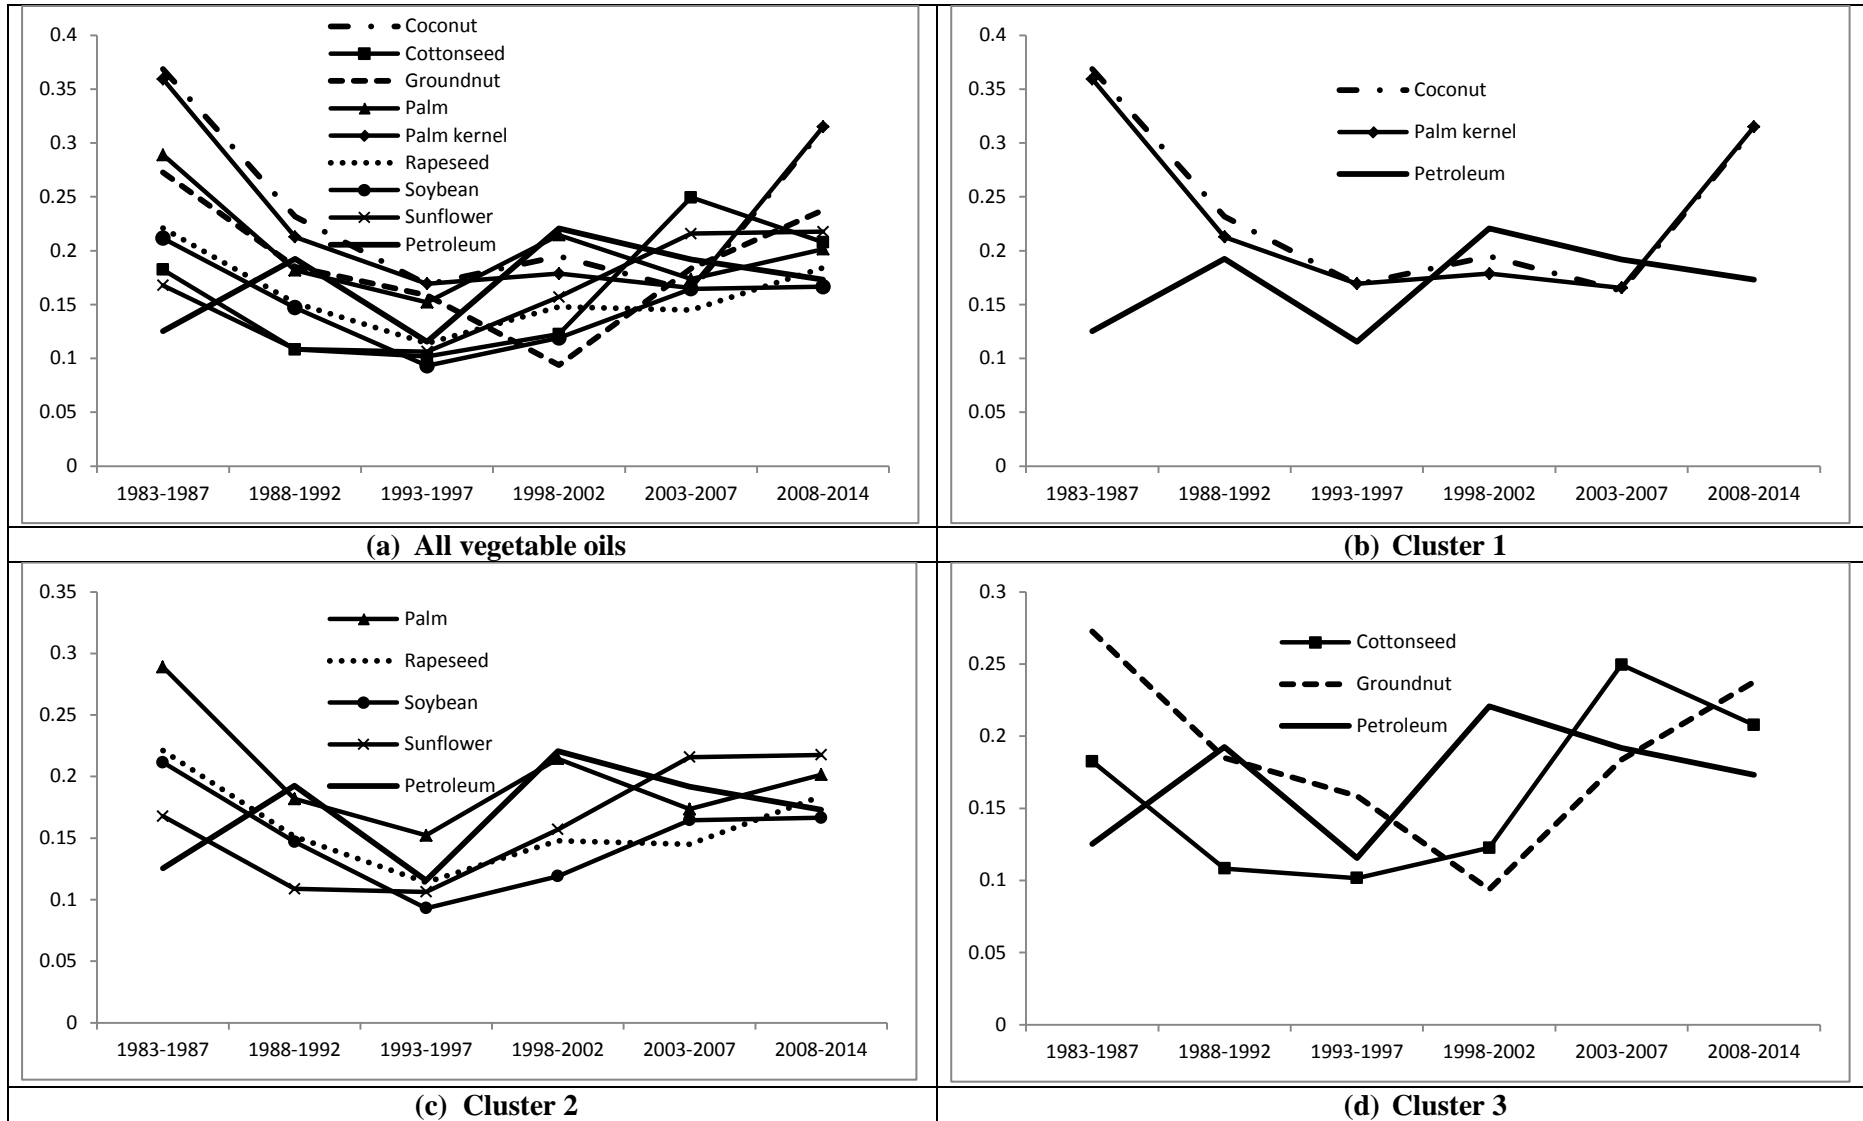 0.4
0.35
0.3
0.25
0.2
0.15
0.1
0.05
0
Coconut
Cottonseed
Groundnut
Palm
Palm kernel
Rapeseed
Soybean
Sunflower
Petroleum
1983-1987 1988-1992 1993-1997 1998-2002 2003-2007 2008-2014
(a) All vegetable oils
0.4
0.35
0.3
0.25
0.2
0.15
0.1
0.05
0
Coconut
Palm kernel
Petroleum
1983-1987 1988-1992 1993-1997 1998-2002 2003-2007 2008-2014
(b) Cluster 1
0.35
0.3
0.25
0.2
0.15
0.1
0.05
0
Palm
Rapeseed
Soybean
Sunflower
Petroleum
1983-1987 1988-1992 1993-1997 1998-2002 2003-2007 2008-2014
(c) Cluster 2
0.3
0.25
0.2
0.15
0.1
0.05
0
Cottonseed
Groundnut
Petroleum
1983-1987 1988-1992 1993-1997 1998-2002 2003-2007 2008-2014
(d) Cluster 3